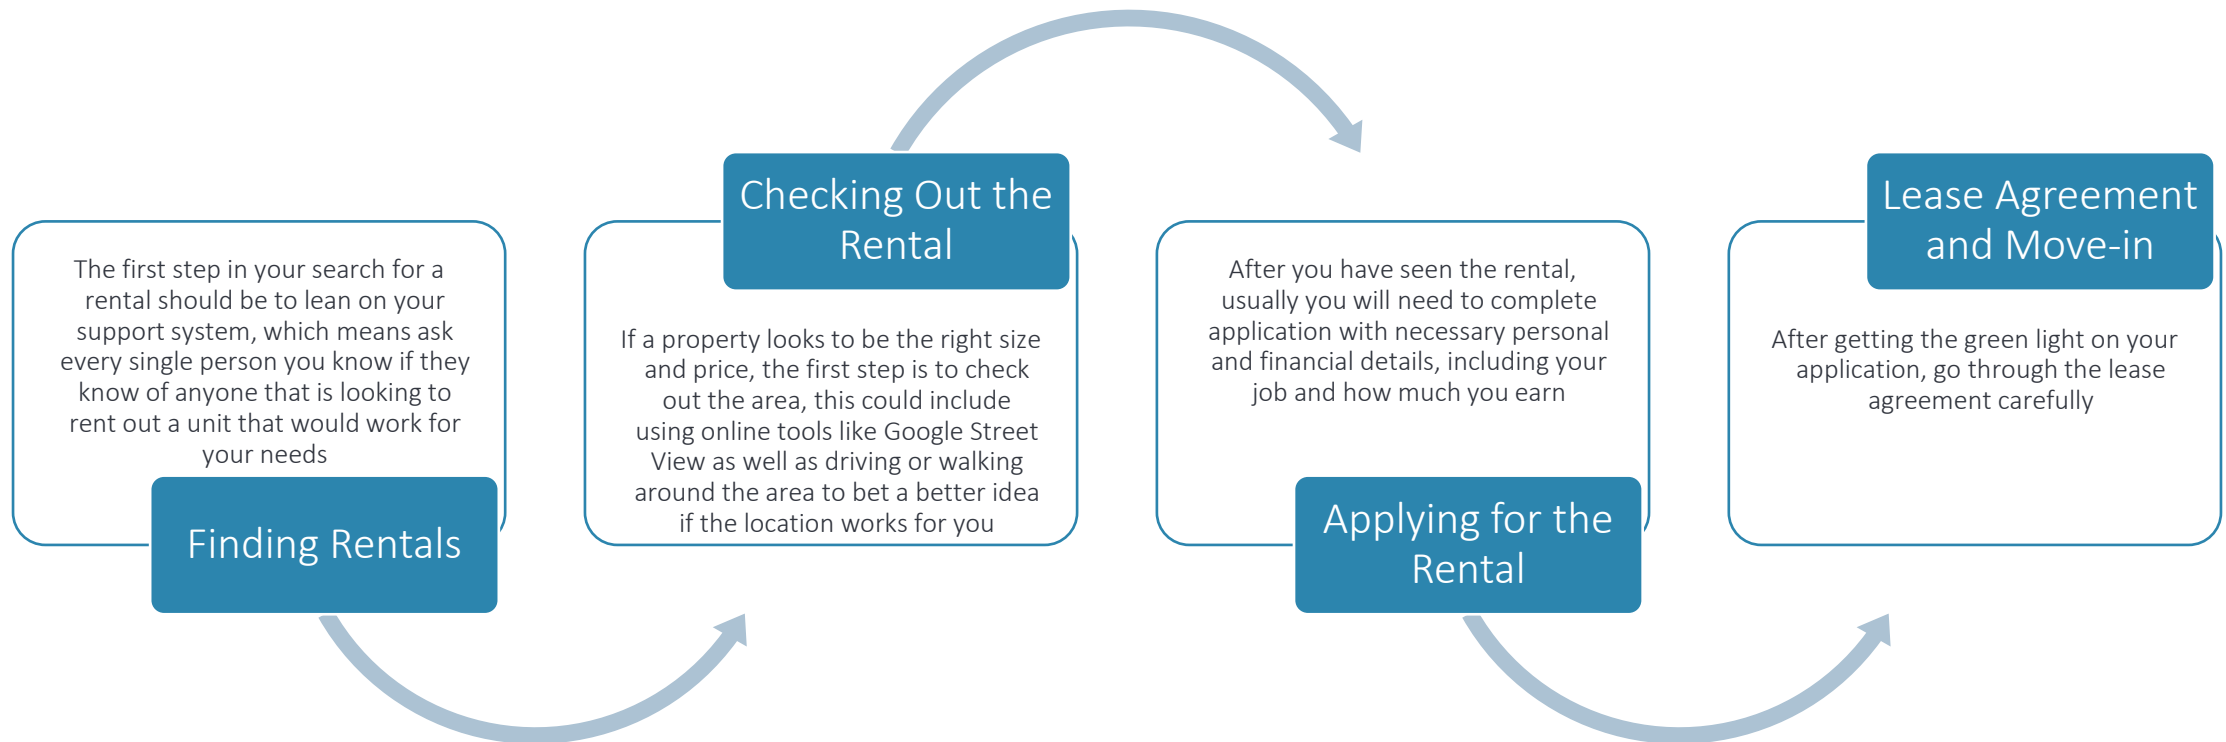 The first step in your search for a
rental should be to lean on your
support system, which means ask
every single person you know if they
know of anyone that is looking to
rent out a unit that would work for
your needs
Finding Rentals
Checking Out the
Rental
If a property looks to be the right size
and price, the first step is to check
out the area, this could include
using online tools like Google Street
View as well as driving or walking
around the area to bet a better idea
if the location works for you
After you have seen the rental,
usually you will need to complete
application with necessary personal
and financial details, including your
job and how much you earn
Applying for the
Rental
Lease Agreement
and Move-in
After getting the green light on your
application, go through the lease
agreement carefully